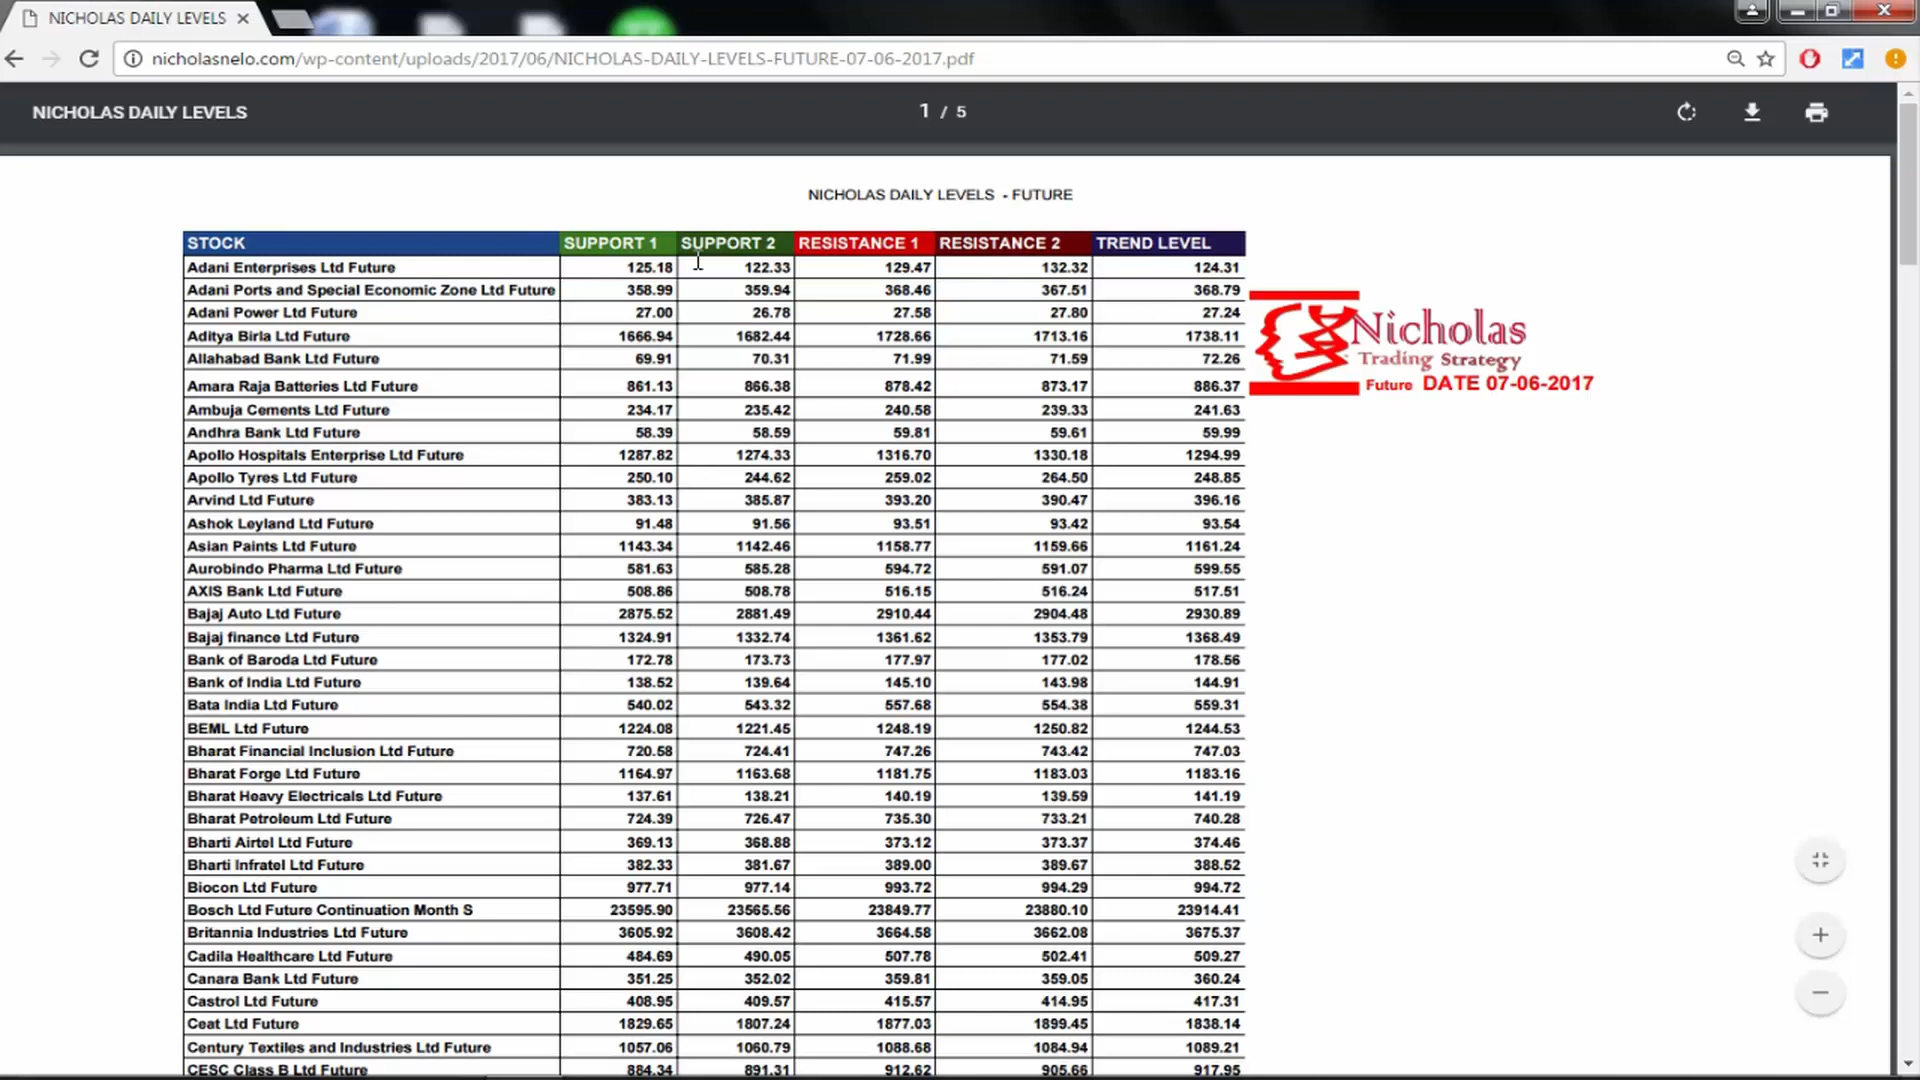 NICHOLAS DAILY LEVELS
nicholasnelo.com/wp-content/uploads/2017/06/NICHOLAS-DAILY-LEVELS-FUTURE-07-06-2017.pdf
NICHOLAS DAILY LEVELS 1 / 5
NICHOLAS DAILY LEVELS - FUTURE
STOCK SUPPORT 1 SUPPORT 2 RESISTANCE 1 RESISTANCE 2 TREND LEVEL
Adani Enterprises Ltd Future 125.18 122.33 129.47 132.32 124.31
Adani Ports and Special Economic Zone Ltd Future 358.99 359.94 368.46 367.51 368.79
Adani Power Ltd Future 27.00 26.78 27.58 27.80 27.24
Aditya Birla Ltd Future 1666.94 1682.44 1728.66 1713.16 1738.11
Allahabad Bank Ltd Future 69.91 70.31 71.99 71.59 72.26
Amara Raja Batteries Ltd Future 861.13 866.38 878.42 873.17 886.37
Ambuja Cements Ltd Future 234.17 235.42 240.58 239.33 241.63
Andhra Bank Ltd Future 58.39 58.59 59.81 59.61 59.99
Apollo Hospitals Enterprise Ltd Future 1287.82 1274.33 1316.70 1330.18 1294.99
Apollo Tyres Ltd Future 250.10 244.62 259.02 264.50 248.85
Arvind Ltd Future 383.13 385.87 393.20 390.47 396.16
Ashok Leyland Ltd Future 91.48 91.56 93.51 93.42 93.54
Asian Paints Ltd Future 1143.34 1142.46 1158.77 1159.66 1161.24
Aurobindo Pharma Ltd Future 581.63 585.28 594.72 591.07 599.55
AXIS Bank Ltd Future 508.86 508.78 516.15 516.24 517.51
Bajaj Auto Ltd Future 2875.52 2881.49 2910.44 2904.48 2930.89
Bajaj finance Ltd Future 1324.91 1332.74 1361.62 1353.79 1368.49
Bank of Baroda Ltd Future 172.78 173.73 177.97 177.02 178.56
Bank of India Ltd Future 138.52 139.64 145.10 143.98 144.91
Bata India Ltd Future 540.02 543.32 557.68 554.38 559.31
BEML Ltd Future 1224.08 1221.45 1248.19 1250.82 1244.53
Bharat Financial Inclusion Ltd Future 720.58 724.41 747.26 743.42 747.03
Bharat Forge Ltd Future 1164.97 1163.68 1181.75 1183.03 1183.16
Bharat Heavy Electricals Ltd Future 137.61 138.21 140.19 139.59 141.19
Bharat Petroleum Ltd Future 724.39 726.47 735.30 733.21 740.28
Bharti Airtel Ltd Future 369.13 368.88 373.12 373.37 374.46
Bharti Infratel Ltd Future 382.33 381.67 389.00 389.67 388.52
Biocon Ltd Future 977.71 977.14 993.72 994.29 994.72
Bosch Ltd Future Continuation Month S 23595.90 23565.56 23849.77 23880.10 23914.41
Britannia Industries Ltd Future 3605.92 3608.42 3664.58 3662.08 3675.37
Cadila Healthcare Ltd Future 484.69 490.05 507.78 502.41 509.27
Canara Bank Ltd Future 351.25 352.02 359.81 359.05 360.24
Castrol Ltd Future 408.95 409.57 415.57 414.95 417.31
Ceat Ltd Future 1829.65 1807.24 1877.03 1899.45 1838.14
Century Textiles and Industries Ltd Future 1057.06 1060.79 1088.68 1084.94 1089.21
CESC Class B Ltd Future 884.34 891.31 912.62 905.66 917.95
Nicholas
Trading Strategy
Future DATE 07-06-2017